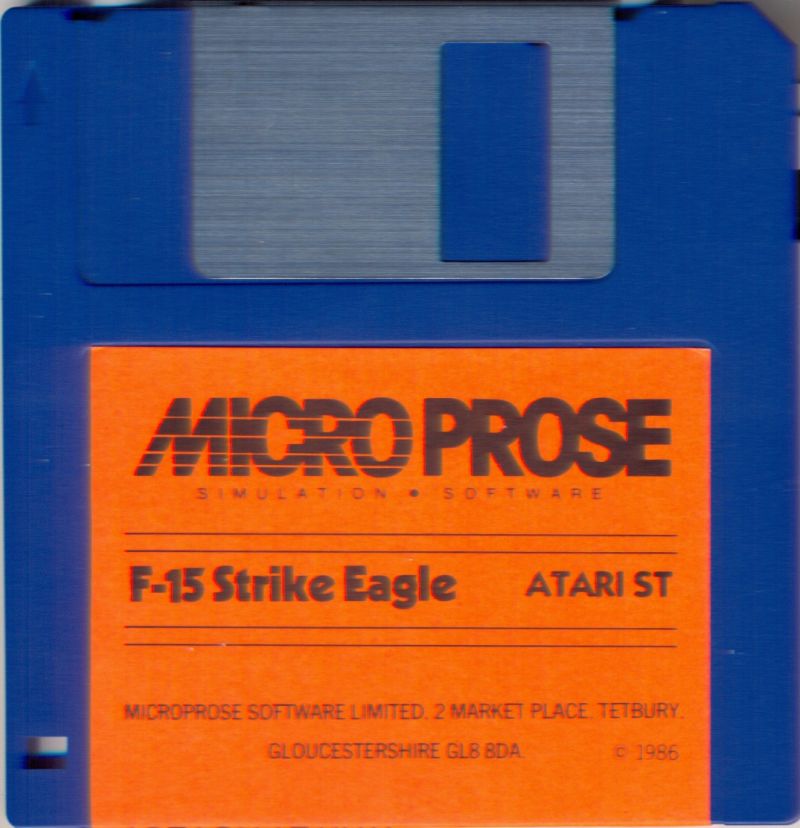 MICRO PROSE
SIMULATION • SOFTWARE
F-15 Strike Eagle ATARI ST
MICROPROSE SOFTWARE LIMITED. 2 MARKET PLACE. TETBURY.
GLOUCESTERSHIRE GL8 8DA. © 1986